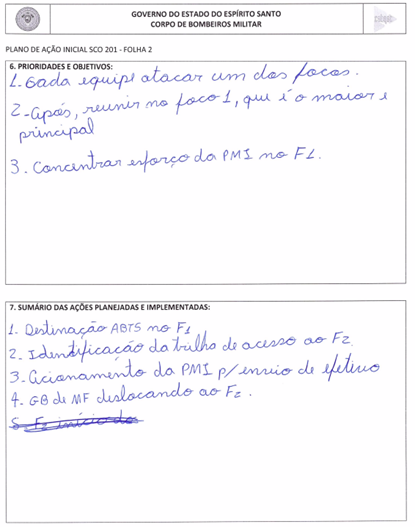 GOVERNO DO ESTADO DO ESPÍRITO SANTO
CORPO DE BOMBEIROS MILITAR
PLANO DE AÇÃO INICIAL SCO 201 - FOLHA 2
6. PRIORIDADES E OBJETIVOS:
1. Cada equipe atacar um dos focos.
2 - Após, reunir no foco 1, que é o maior e
principal
3. Concentrar esforço da PMI no F1.
7. SUMÁRIO DAS AÇÕES PLANEJADAS E IMPLEMENTADAS:
1. Destinação ABTS no F1
2. Identificação da trilha de acesso ao F2.
3. Acionamento da PMI p/ envio de efetivo
4. GB de MF deslocando ao F2.
5 F2 início do